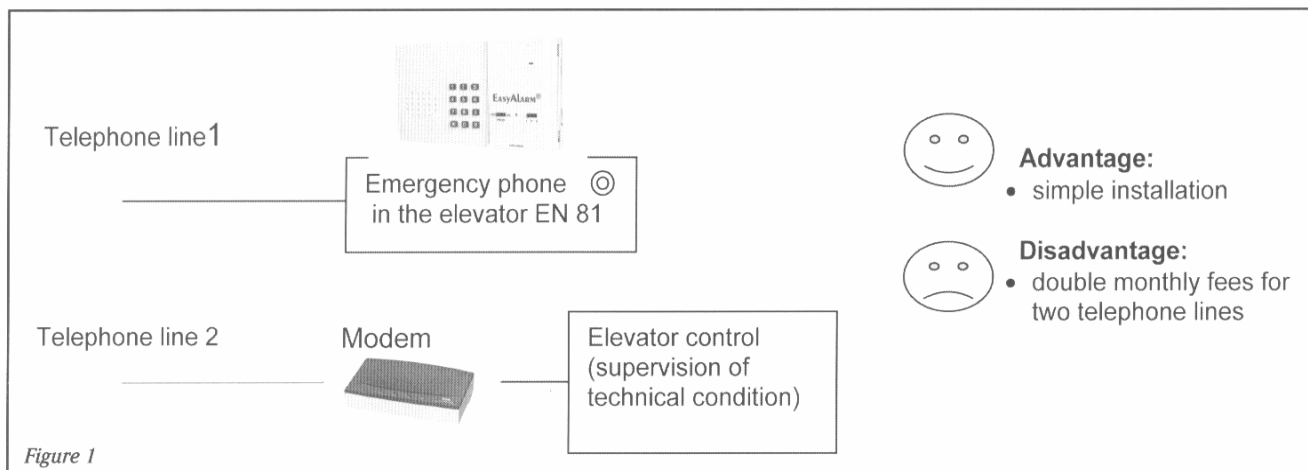 Telephone line1
EASYALARM®
Emergency phone
in the elevator EN 81
Advantage:
• simple installation
Disadvantage:
• double monthly fees for
two telephone lines
Telephone line 2
Modem
Elevator control
(supervision of
technical condition)
Figure 1